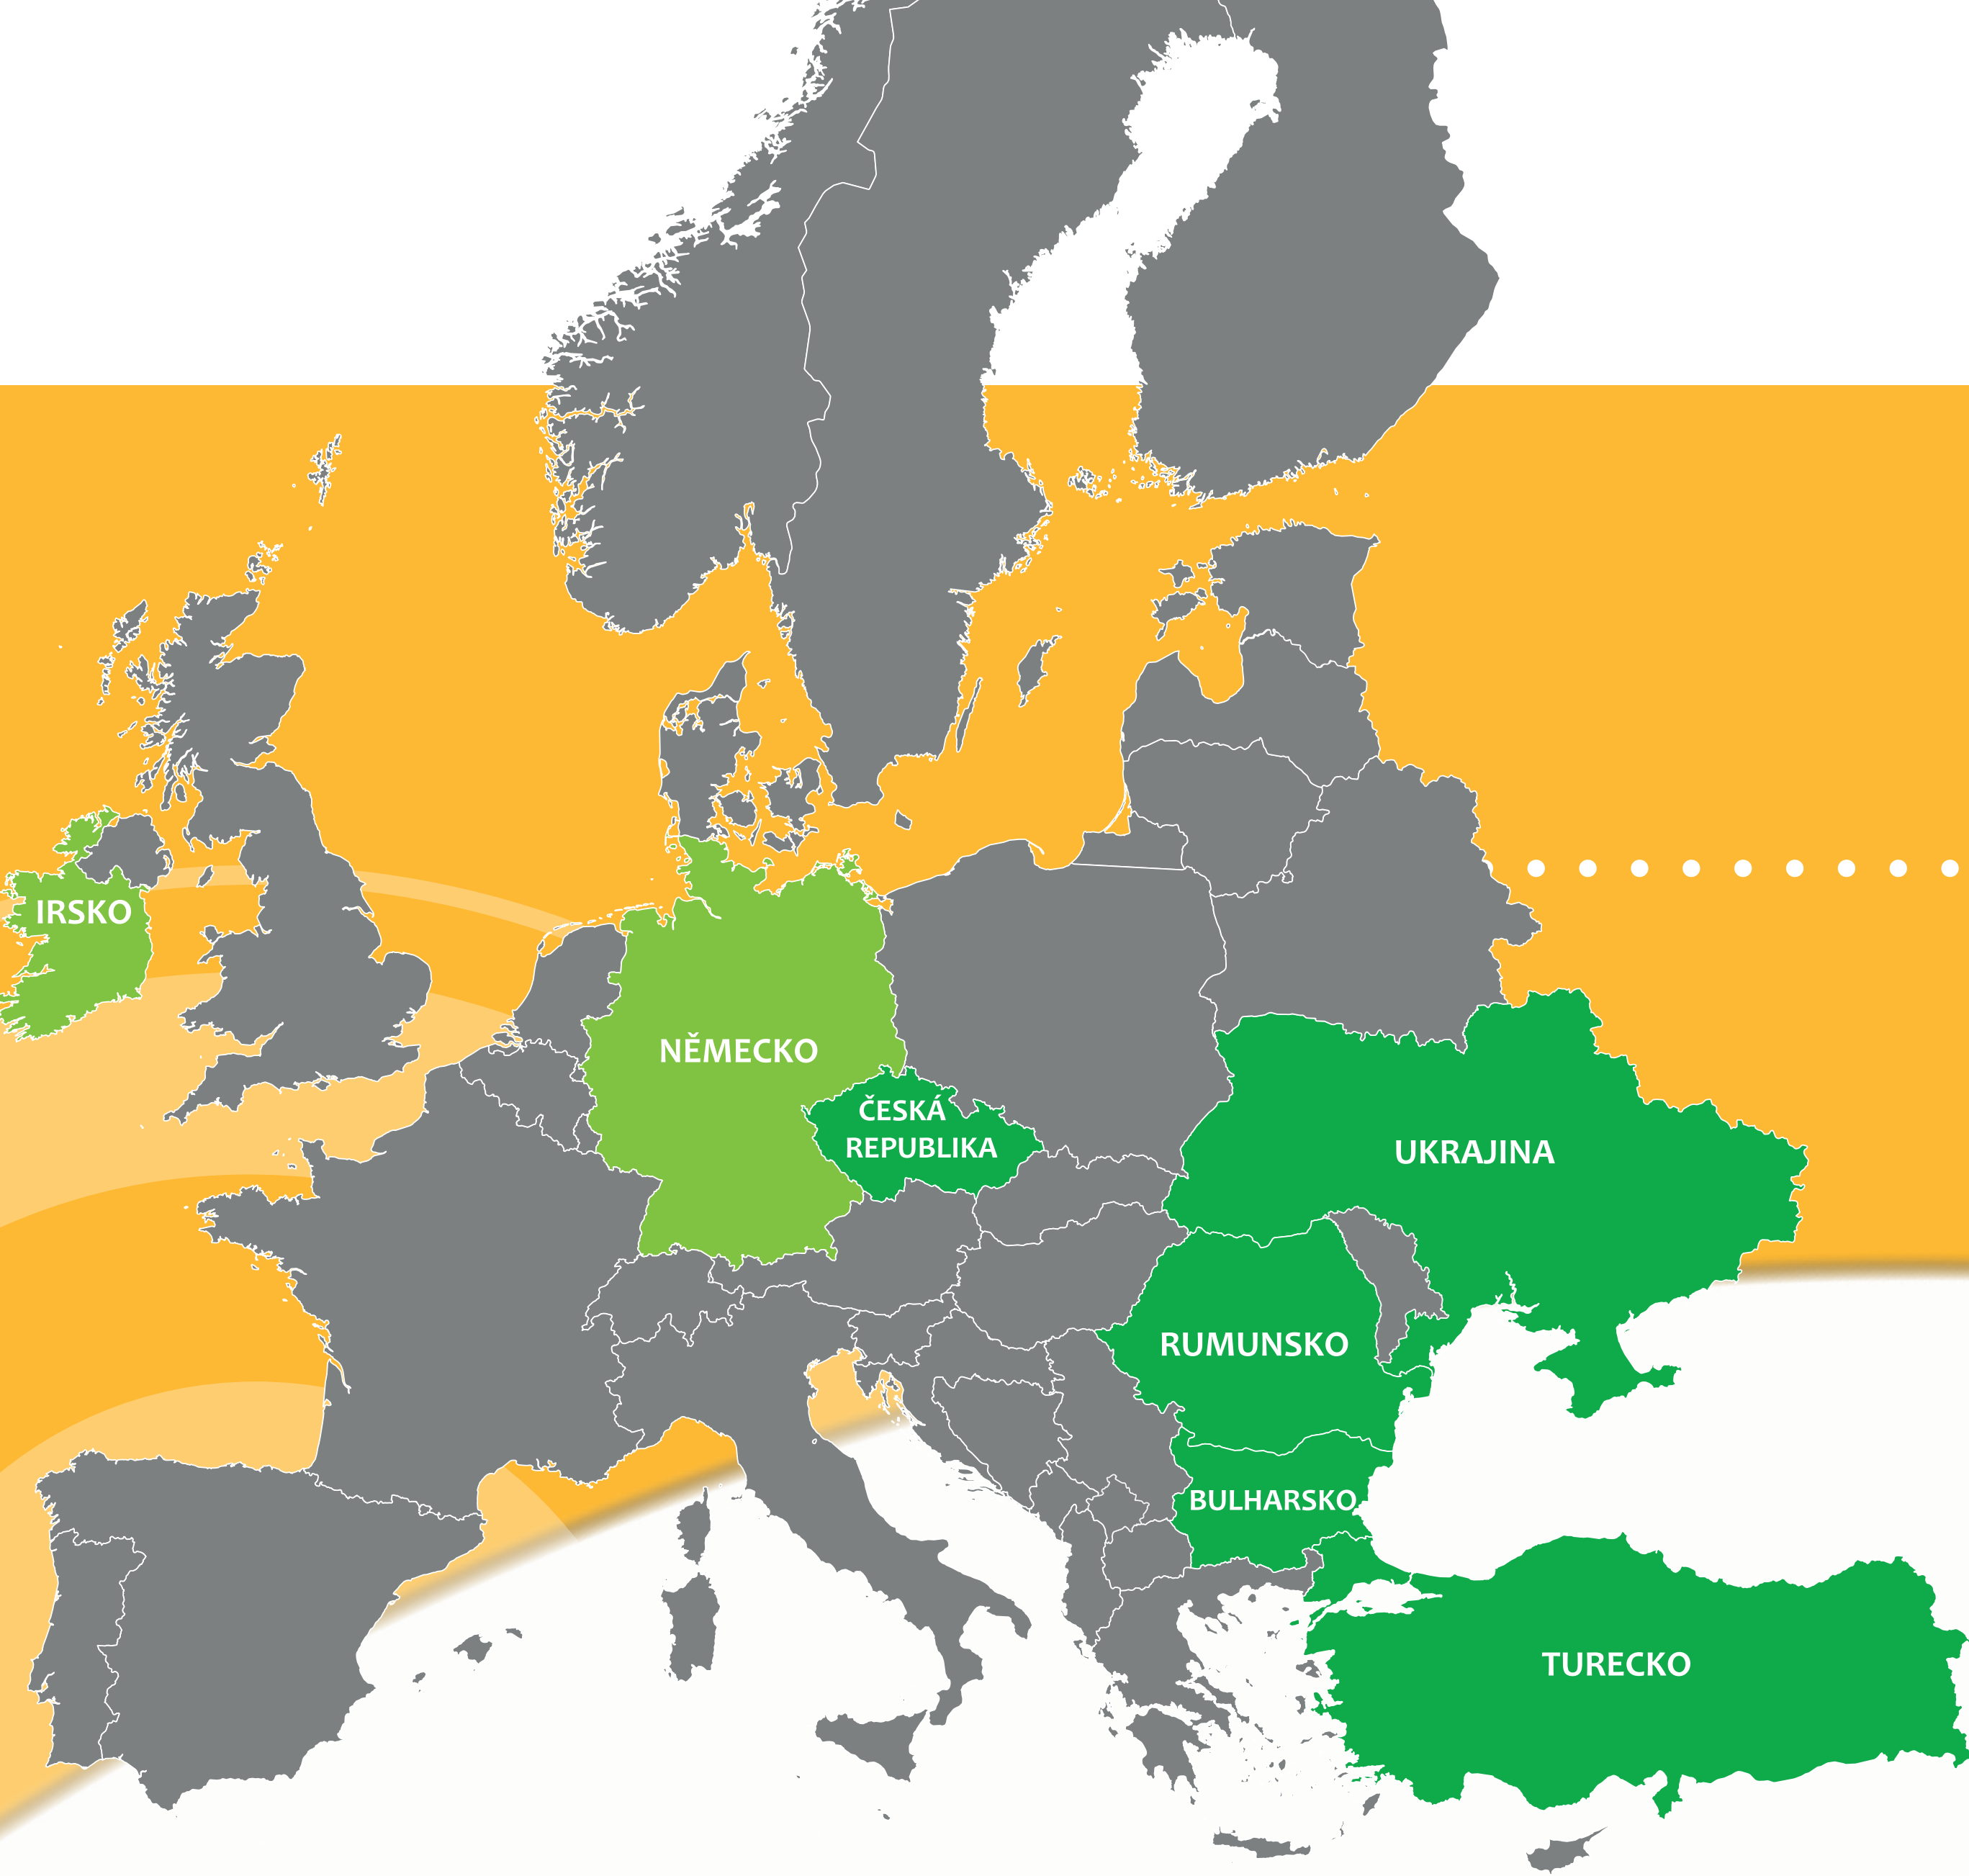 IRSKO
NĚMECKO
ČESKÁ
REPUBLIKA
UKRAJINA
RUMUNSKO
BULHARSKO
TURECKO